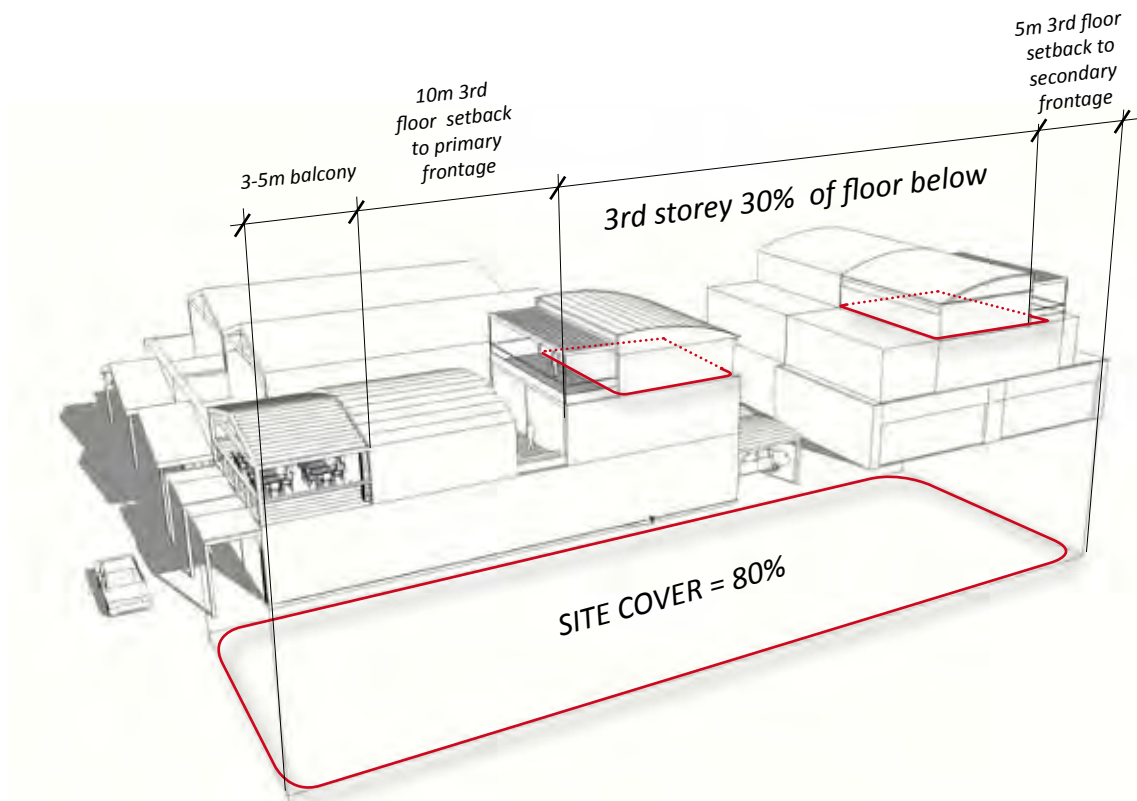 5m 3rd floor
setback to
secondary
frontage
10m 3rd
floor setback
to primary
frontage
3-5m balcony
3rd storey 30% of floor below
SITE COVER = 80%